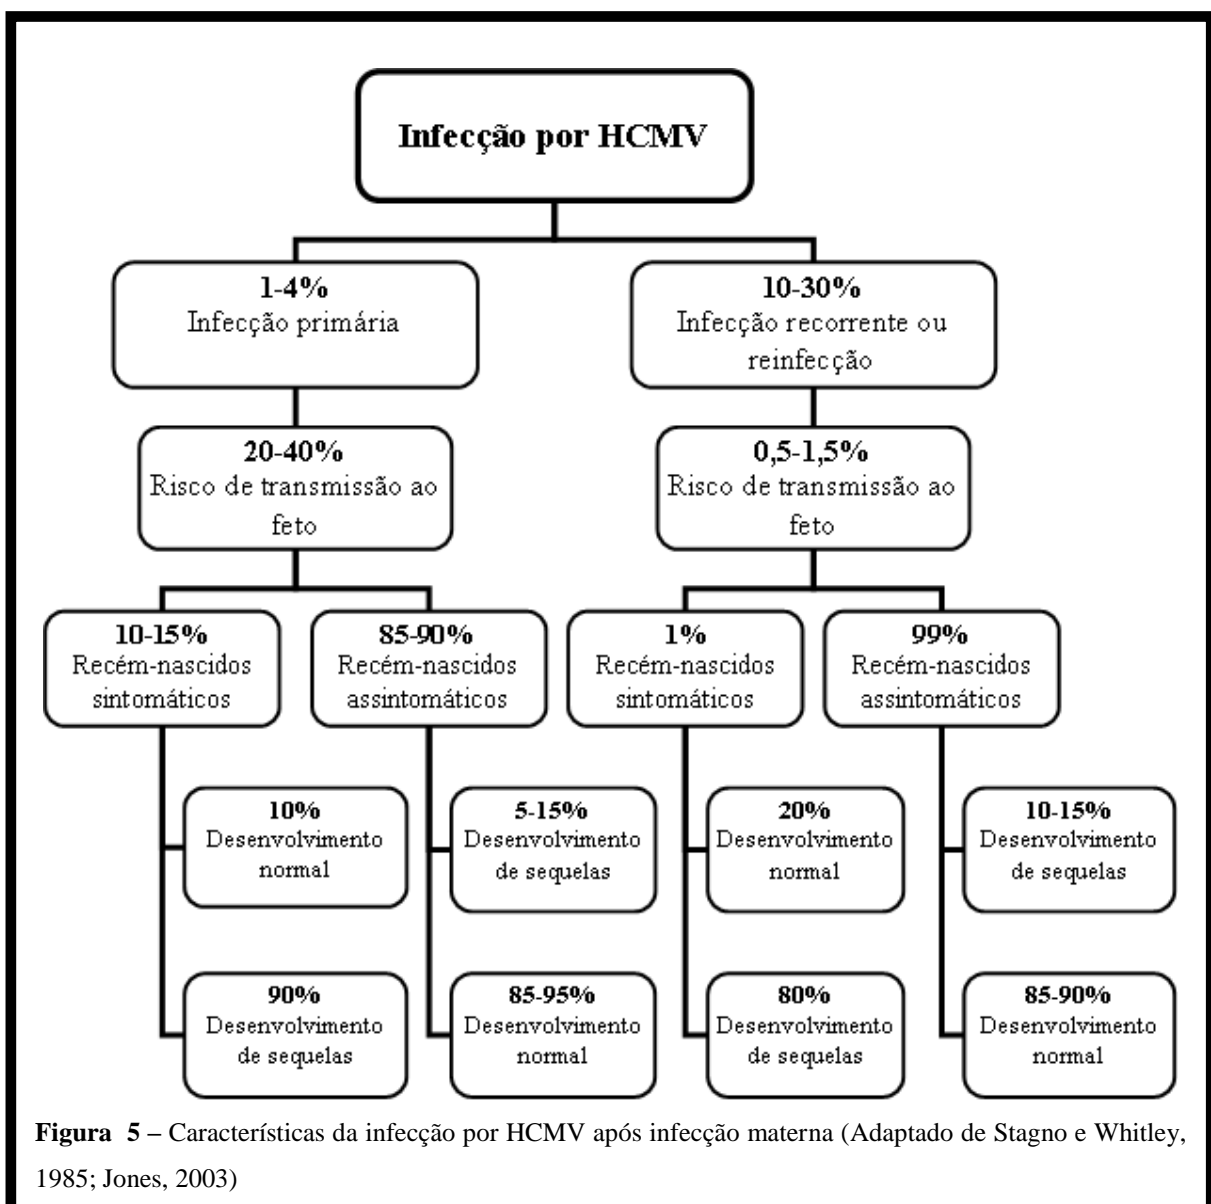 Infecção por HCMV
1-4%
Infecção primária
10-30%
Infecção recorrente ou
reinfecção
20-40%
Risco de transmissão ao
feto
0,5-1,5%
Risco de transmissão ao
feto
10-15%
Recém-nascidos
sintomáticos
85-90%
Recém-nascidos
assintomáticos
1%
Recém-nascidos
sintomáticos
99%
Recém-nascidos
assintomáticos
10%
Desenvolvimento
normal
5-15%
Desenvolvimento
de sequelas
20%
Desenvolvimento
normal
10-15%
Desenvolvimento
de sequelas
90%
Desenvolvimento
de sequelas
85-95%
Desenvolvimento
normal
80%
Desenvolvimento
de sequelas
85-90%
Desenvolvimento
normal
Figura 5 – Características da infecção por HCMV após infecção materna (Adaptado de Stagno e Whitley,
1985; Jones, 2003)